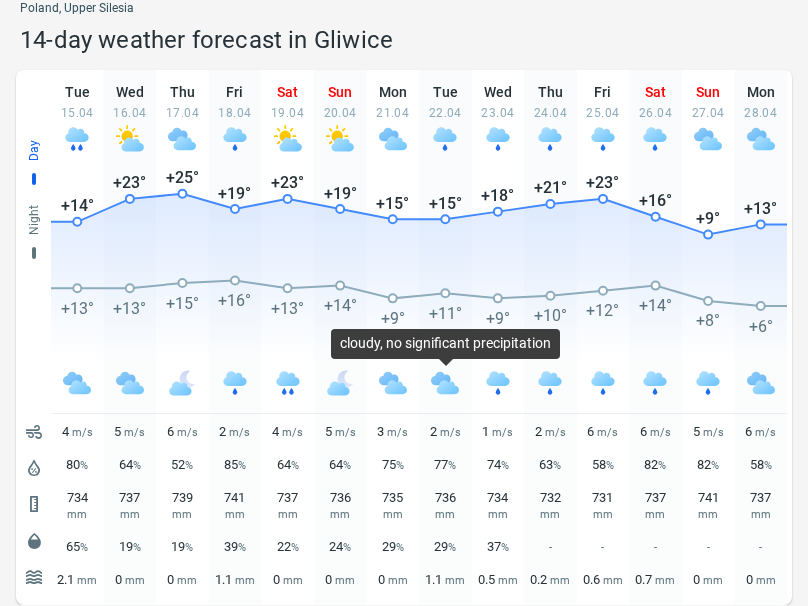 Poland, Upper Silesia
14-day weather forecast in Gliwice
Tue Wed Thu Fri Sat Sun Mon Tue Wed Thu Fri Sat Sun Mon
15.04 16.04 17.04 18.04 19.04 20.04 21.04 22.04 23.04 24.04 25.04 26.04 27.04 28.04
Day
+14° +23° +25° +19° +23° +19° +15° +15° +18° +21° +23° +16° +9° +13°
Night
+13° +13° +15° +16° +13° +14° +9° +11° +9° +10° +12° +14° +8° +6°
cloudy, no significant precipitation
4 m/s 5 m/s 6 m/s 2 m/s 4 m/s 5 m/s 3 m/s 2 m/s 1 m/s 2 m/s 6 m/s 6 m/s 5 m/s 6 m/s
80% 64% 52% 85% 64% 64% 75% 77% 74% 63% 58% 82% 82% 58%
734 737 739 741 737 736 735 736 734 732 731 737 741 737
mm mm mm mm mm mm mm mm mm mm mm mm mm mm
65% 19% 19% 39% 22% 24% 29% 29% 37% - - - - -
2.1 mm 0 mm 0 mm 1.1 mm 0 mm 0 mm 0 mm 1.1 mm 0.5 mm 0.2 mm 0.6 mm 0.7 mm 0 mm 0 mm